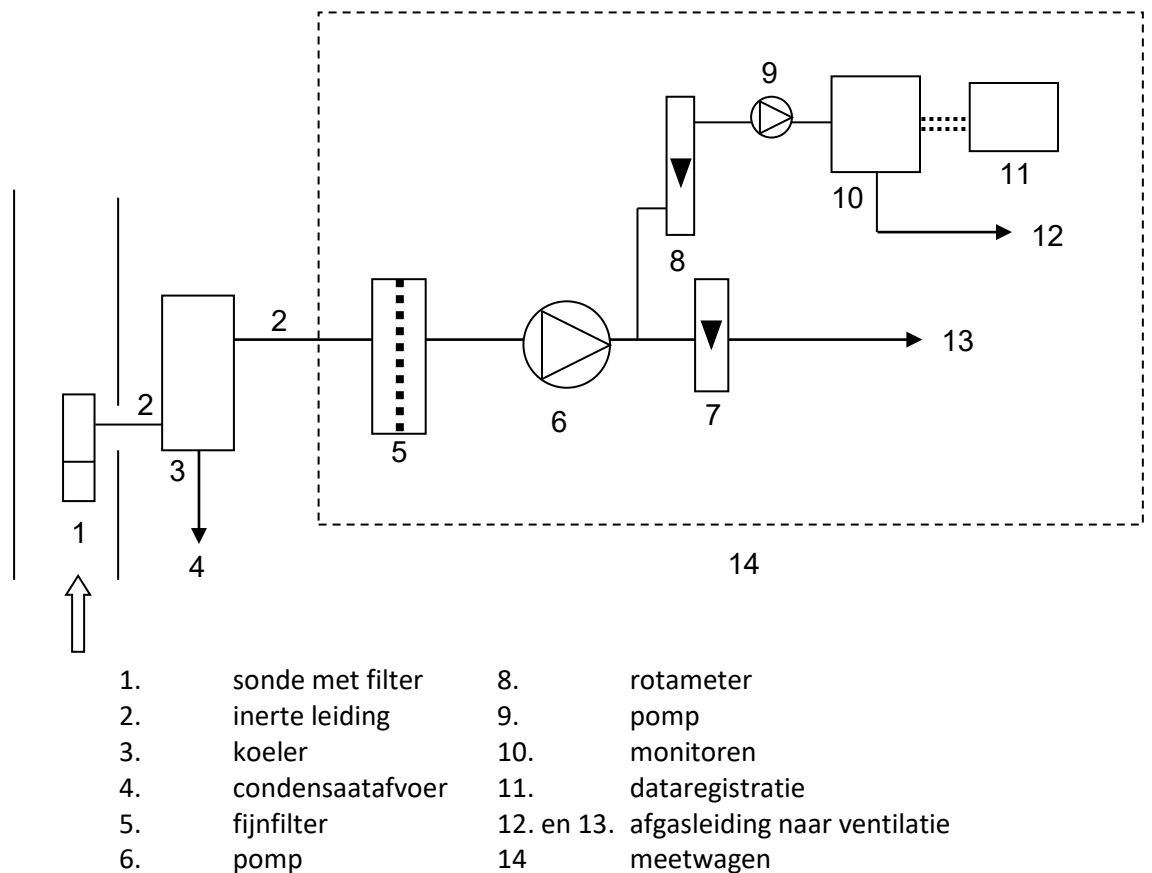 9
11
10
12
8
2
13
2
7
6
5
3
1
4
14
1. sonde met filter 8. rotameter
2. inerte leiding 9. pomp
3. koeler 10. monitoren
4. condensaatafvoer 11. dataregistratie
5. fijnfilter 12. en 13. afgasleiding naar ventilatie
6. pomp 14 meetwagen